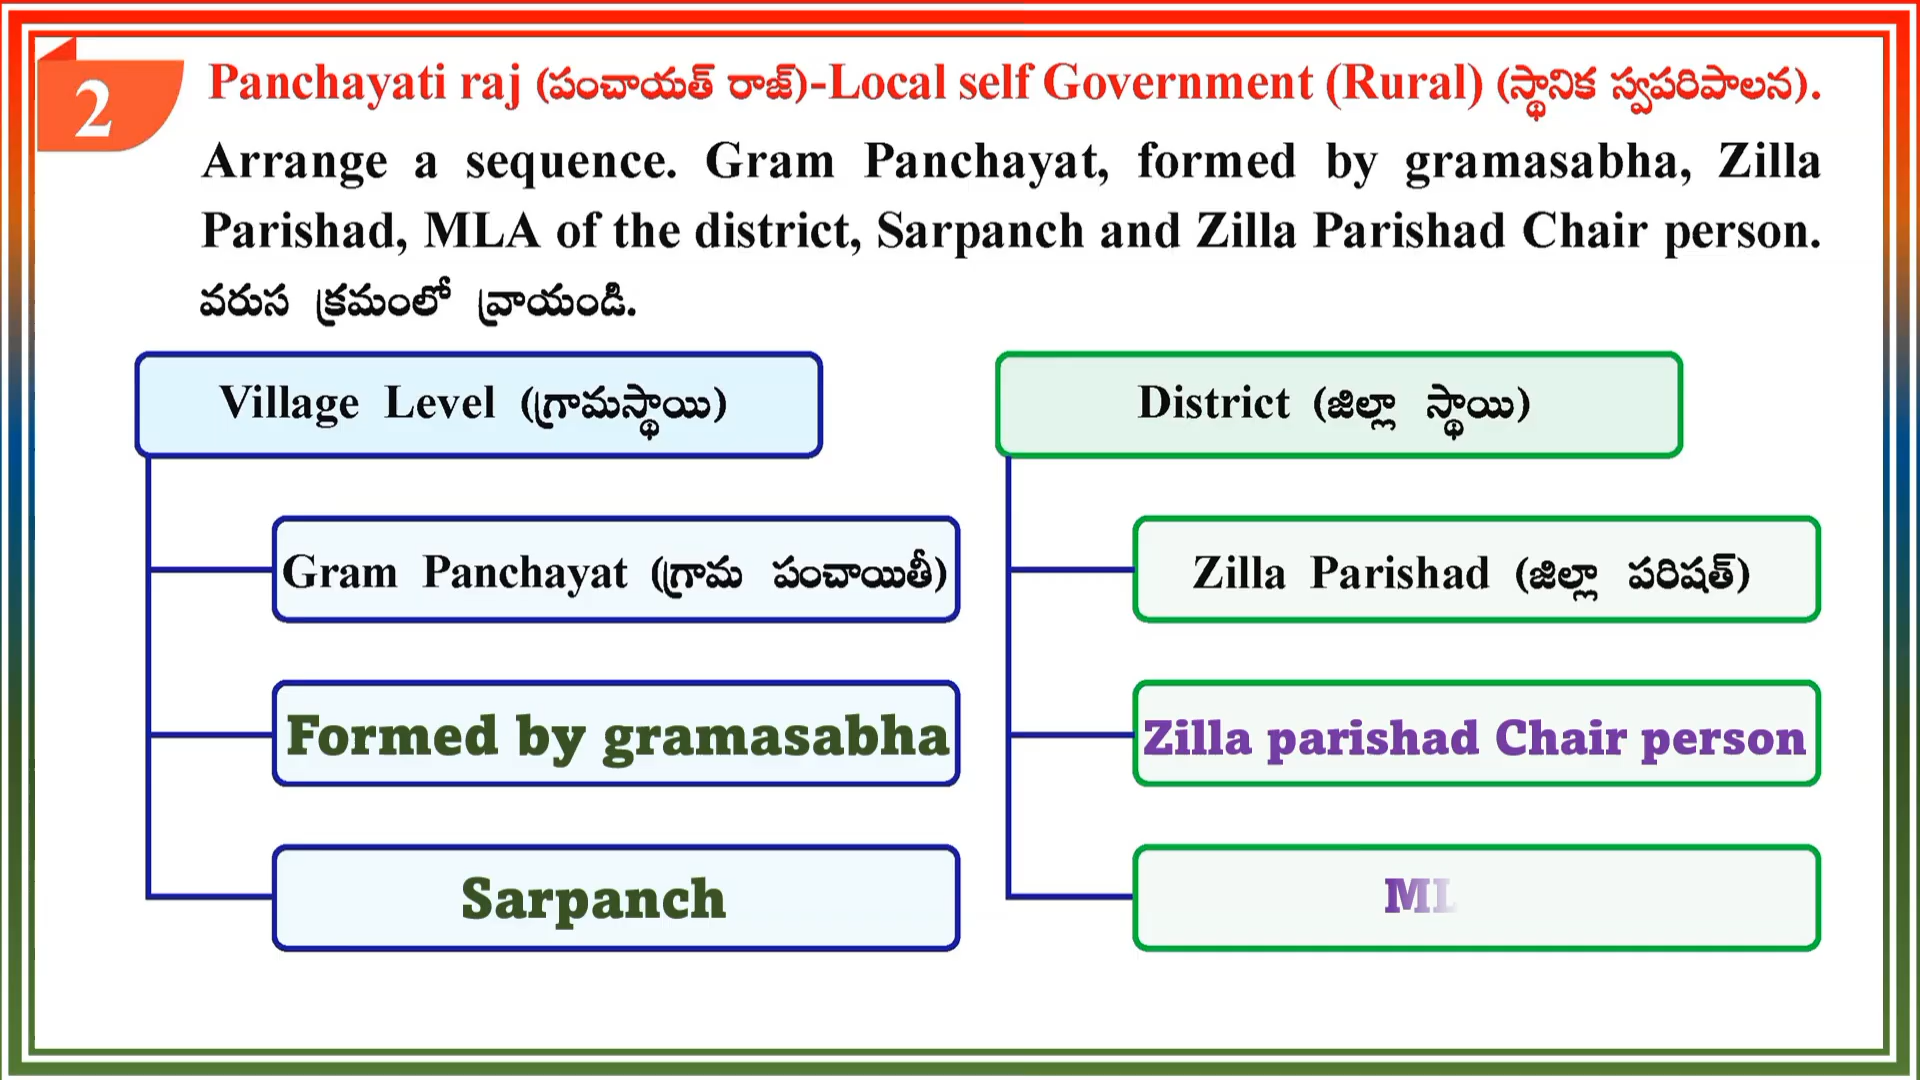 2
Panchayati raj (పంచాయత్ రాజ్)-Local self Government (Rural) (స్థానిక స్వపరిపాలన).
Arrange a sequence. Gram Panchayat, formed by gramasabha, Zilla
Parishad, MLA of the district, Sarpanch and Zilla Parishad Chair person.
వరుస క్రమంలో వ్రాయండి.
Village Level (గ్రామస్థాయి)
Gram Panchayat (గ్రామ పంచాయితీ)
Formed by gramasabha
Sarpanch
District (జిల్లా స్థాయి)
Zilla Parishad (జిల్లా పరిషత్)
Zilla parishad Chair person
ML